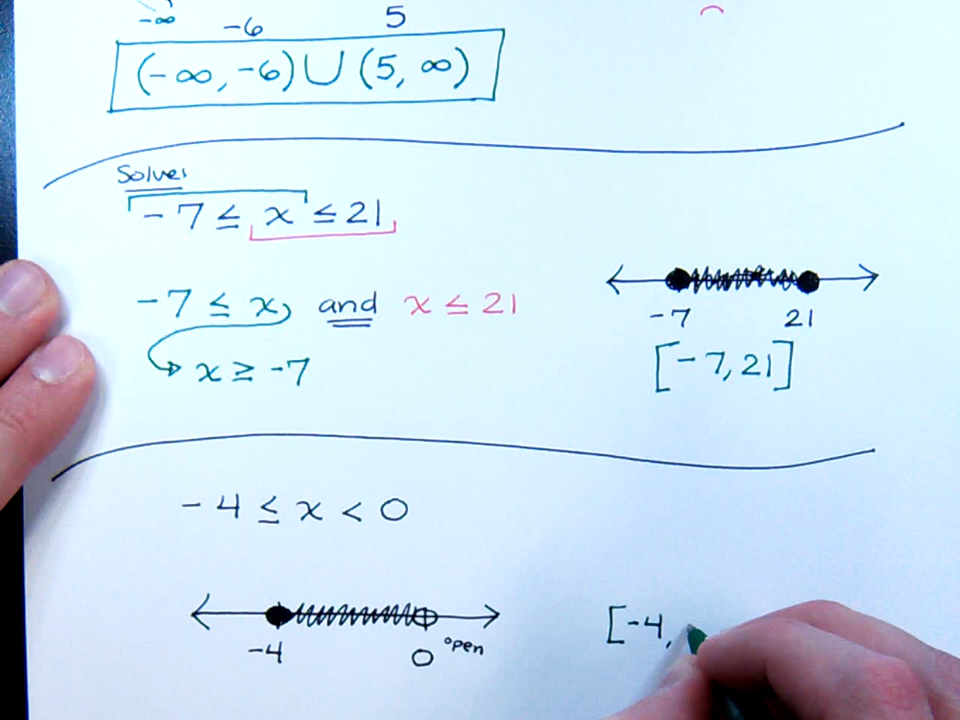 -∞ -6 5
(-∞, -6) ∪ (5, ∞)
Solve:
-7 ≤ x ≤ 21
-7 ≤ x and x ≤ 21
x ≥ -7
-7 21
[-7, 21]
-4 ≤ x < 0
-4 0 open
[-4,